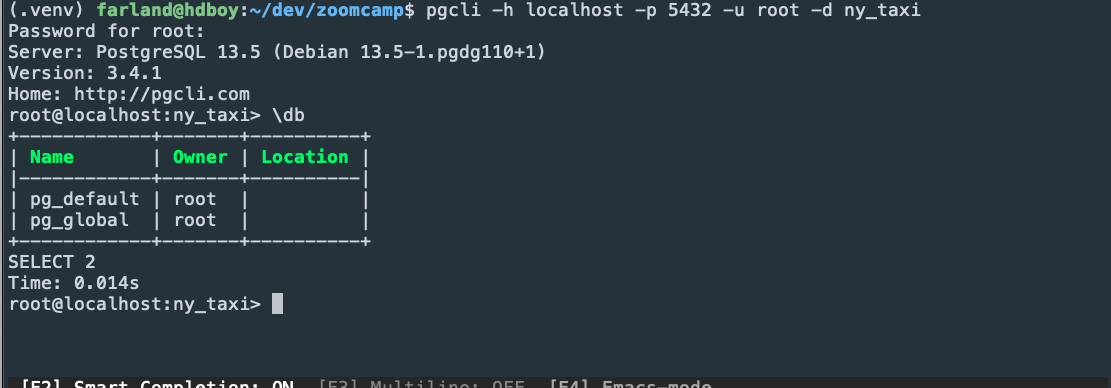 (.venv) farland@hdboy:~/dev/zoomcamp$ pgcli -h localhost -p 5432 -u root -d ny_taxi
Password for root:
Server: PostgreSQL 13.5 (Debian 13.5-1.pgdg110+1)
Version: 3.4.1
Home: http://pgcli.com
root@localhost:ny_taxi> \db
+------------+-------+----------+
| Name       | Owner | Location |
|------------+-------+----------|
| pg_default | root  |          |
| pg_global  | root  |          |
+------------+-------+----------+
SELECT 2
Time: 0.014s
root@localhost:ny_taxi>
[F2] Smart Completion: ON  [F3] Multiline: OFF  [F4] Emacs-mode